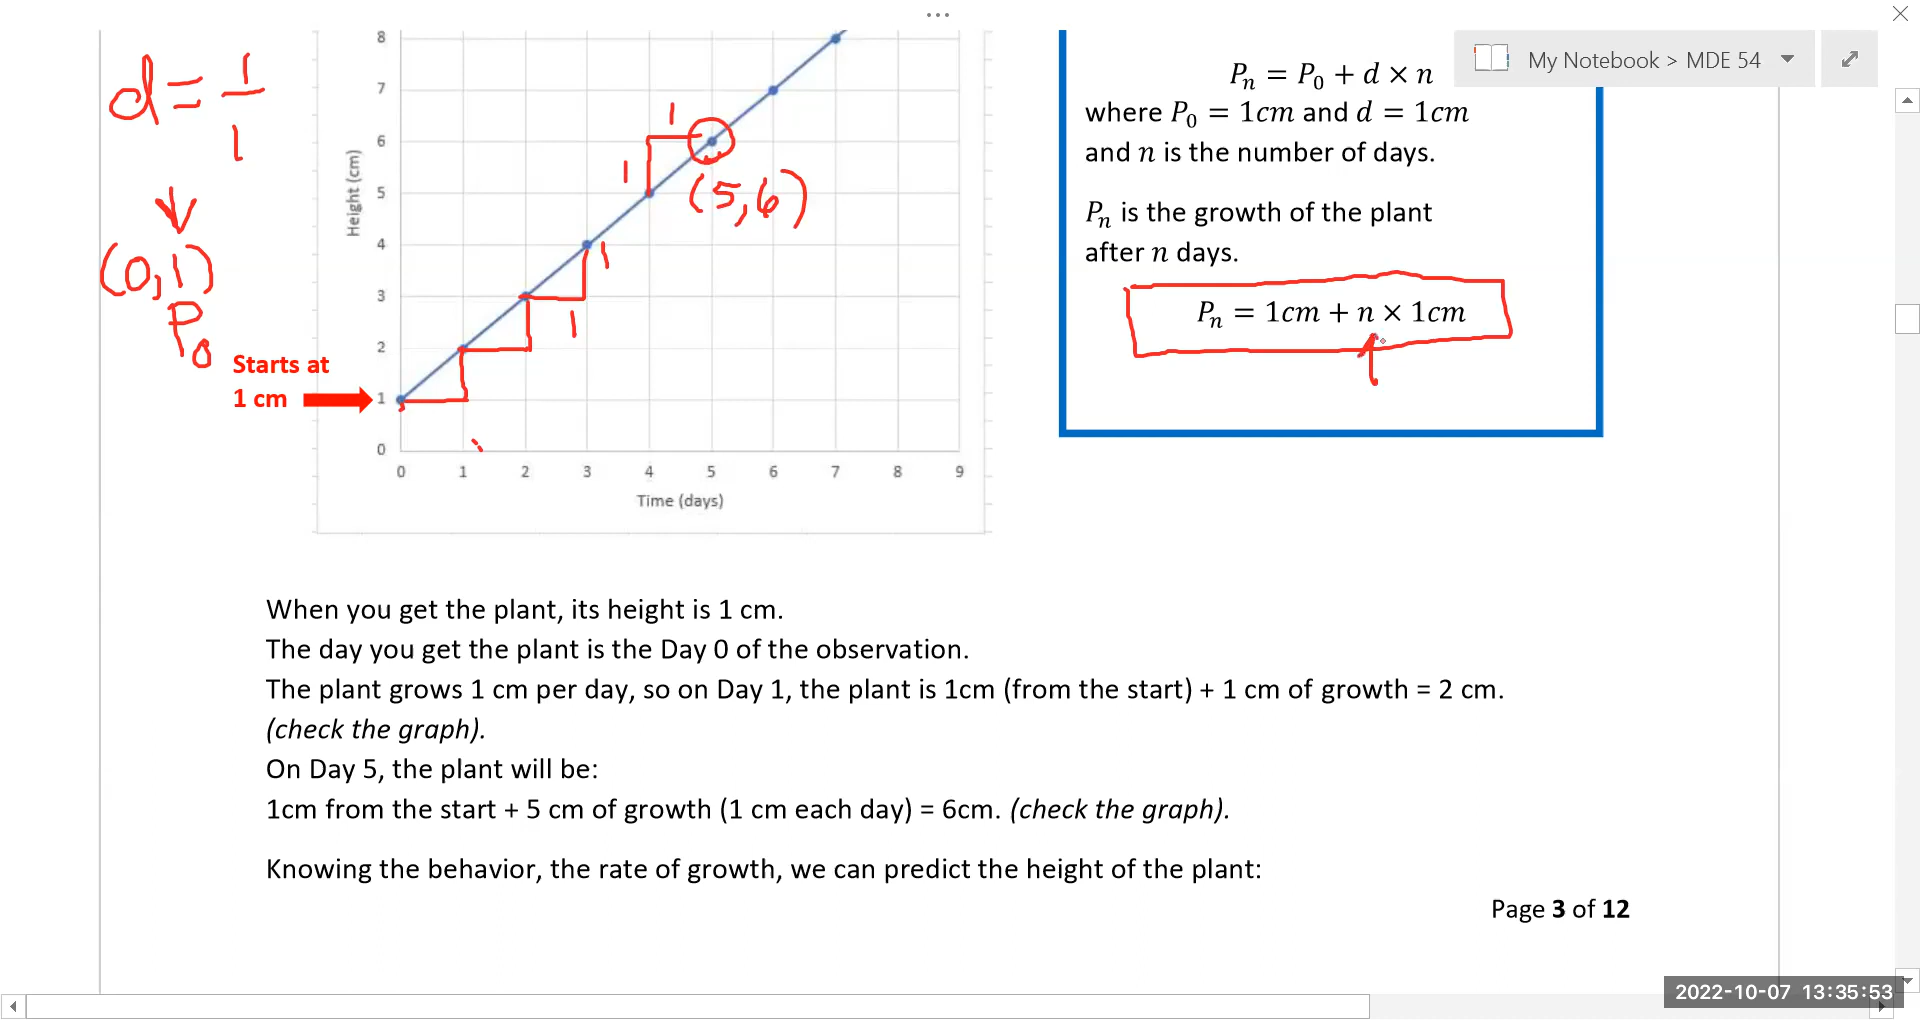 My Notebook > MDE 54
d = 1/1
(0,1)
P0
Starts at
1 cm
8
7
6
5
4
3
2
1
0
Height (cm)
1
1
(5,6)
1
1
0 1 2 3 4 5 6 7 8 9
Time (days)
Pn = P0 + d × n
where P0 = 1cm and d = 1cm
and n is the number of days.
Pn is the growth of the plant
after n days.
Pn = 1cm + n × 1cm
When you get the plant, its height is 1 cm.
The day you get the plant is the Day 0 of the observation.
The plant grows 1 cm per day, so on Day 1, the plant is 1cm (from the start) + 1 cm of growth = 2 cm.
(check the graph).
On Day 5, the plant will be:
1cm from the start + 5 cm of growth (1 cm each day) = 6cm. (check the graph).
Knowing the behavior, the rate of growth, we can predict the height of the plant:
Page 3 of 12
2022-10-07 13:35:53